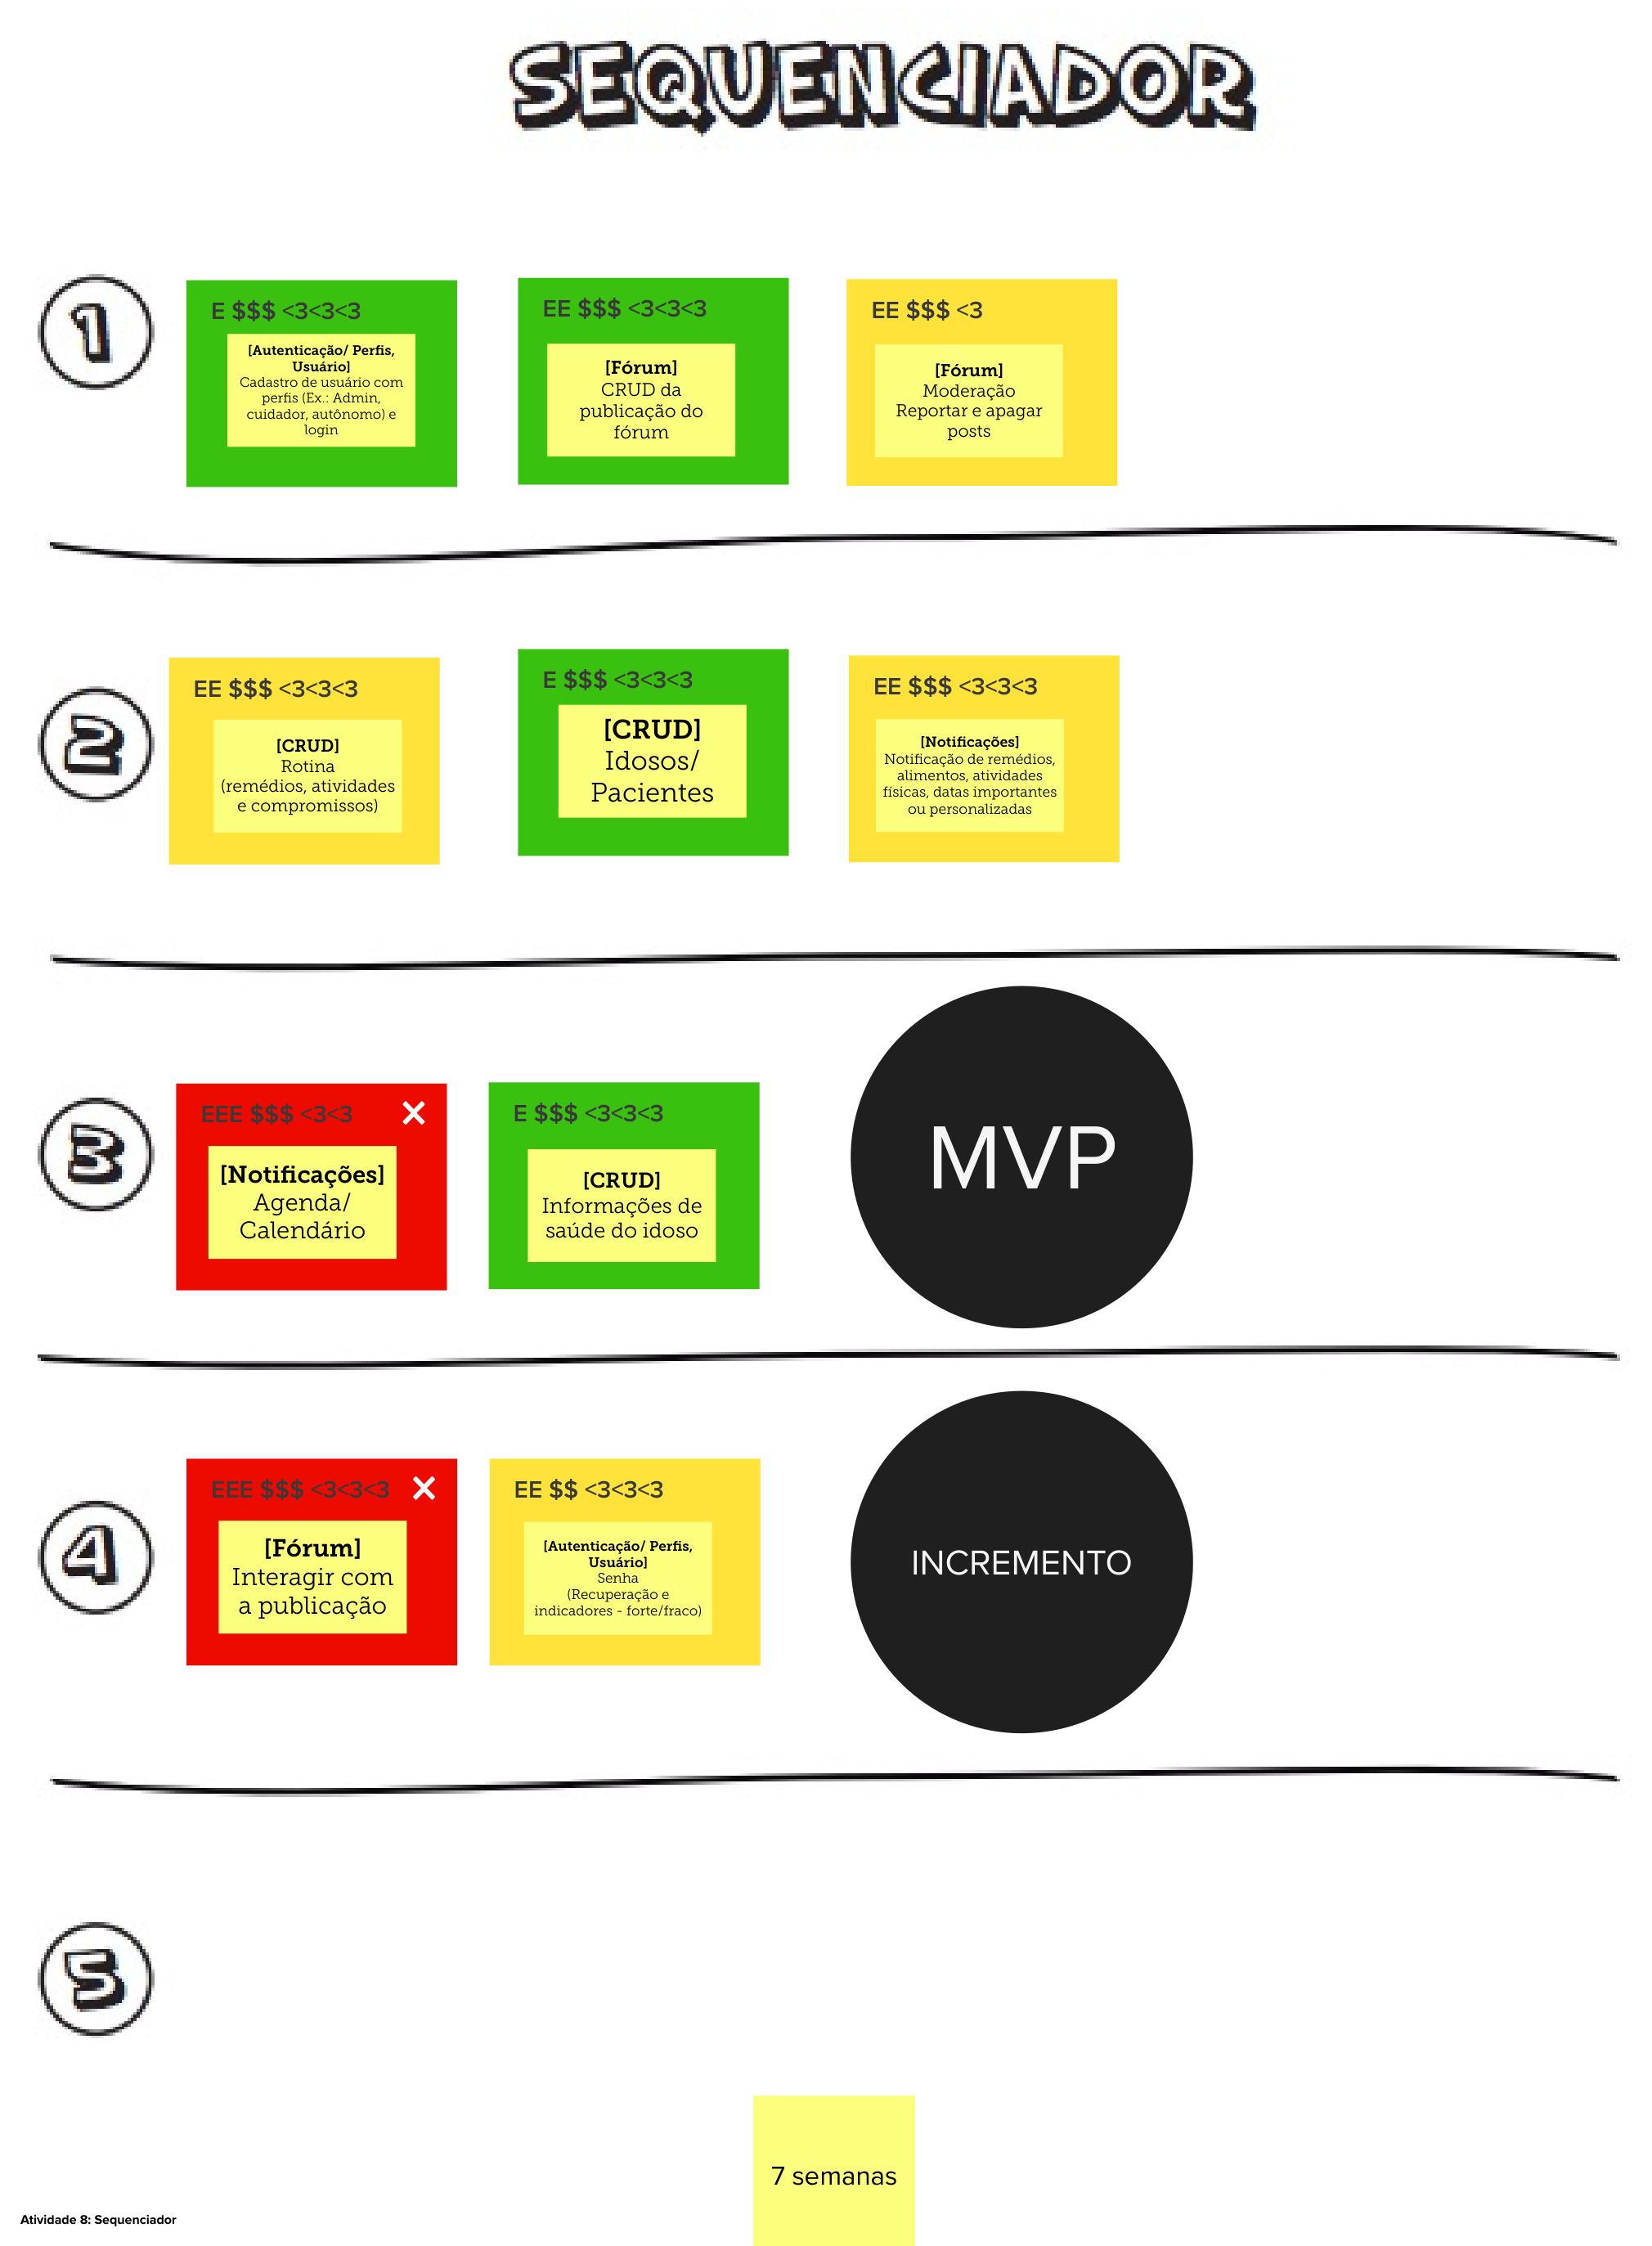 SEQUENCIADOR
1
E $$$ <3<3<3
[Autenticação/ Perfis,
Usuário]
Cadastro de usuário com
perfis (Ex.: Admin,
cuidador, autônomo) e
login
EE $$$ <3<3<3
[Fórum]
CRUD da
publicação do
fórum
EE $$$ <3
[Fórum]
Moderação
Reportar e apagar
posts
2
EE $$$ <3<3<3
[CRUD]
Rotina
(remédios, atividades
e compromissos)
E $$$ <3<3<3
[CRUD]
Idosos/
Pacientes
EE $$$ <3<3<3
[Notificações]
Notificação de remédios,
alimentos, atividades
físicas, datas importantes
ou personalizadas
3
EEE $$$ <3<3
[Notificações]
Agenda/
Calendário
E $$$ <3<3<3
[CRUD]
Informações de
saúde do idoso
MVP
4
EEE $$$ <3<3<3
[Fórum]
Interagir com
a publicação
EE $$ <3<3<3
[Autenticação/ Perfis,
Usuário]
Senha
(Recuperação e
indicadores - forte/fraco)
INCREMENTO
5
7 semanas
Atividade 8: Sequenciador